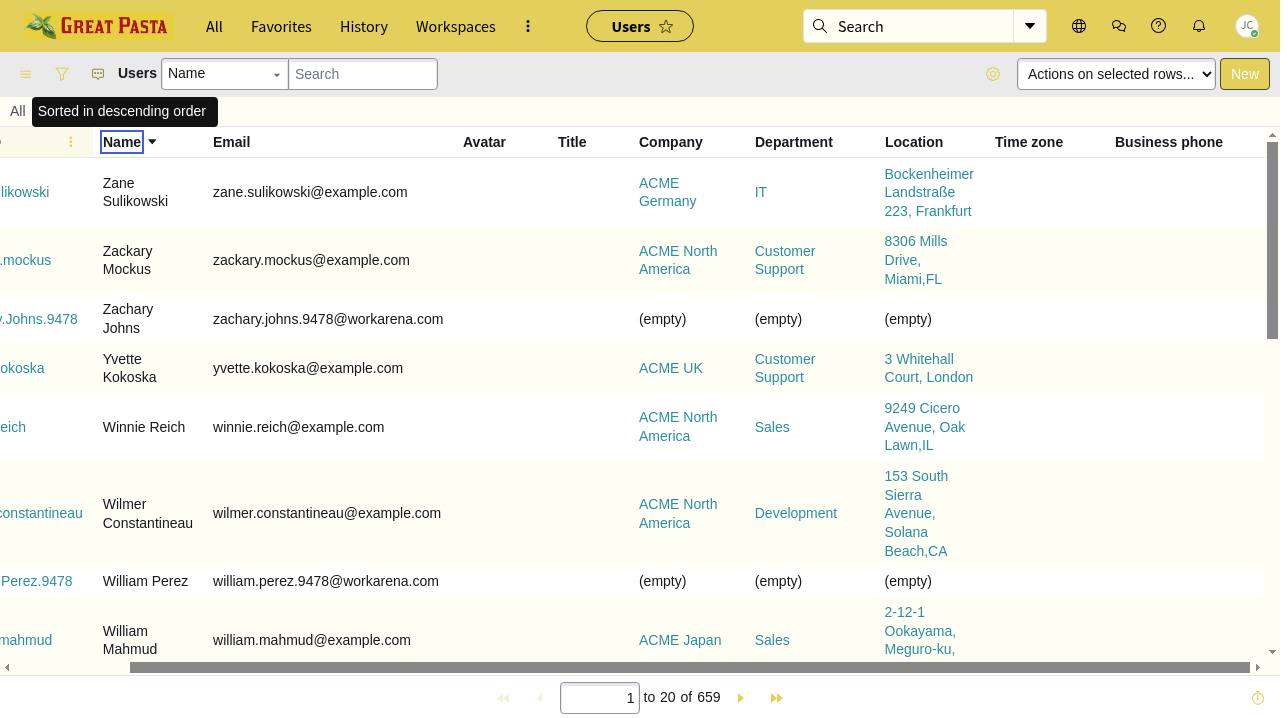 GREAT PASTA All Favorites History Workspaces Users Search JC
Users Name Search Actions on selected rows... New
All Sorted in descending order
Name Email Avatar Title Company Department Location Time zone Business phone
likowski Zane Sulikowski zane.sulikowski@example.com ACME Germany IT Bockenheimer Landstraße 223, Frankfurt
.mockus Zackary Mockus zackary.mockus@example.com ACME North America Customer Support 8306 Mills Drive, Miami,FL
y.Johns.9478 Zachary Johns zachary.johns.9478@workarena.com (empty) (empty) (empty)
okoska Yvette Kokoska yvette.kokoska@example.com ACME UK Customer Support 3 Whitehall Court, London
eich Winnie Reich winnie.reich@example.com ACME North America Sales 9249 Cicero Avenue, Oak Lawn,IL
constantineau Wilmer Constantineau wilmer.constantineau@example.com ACME North America Development 153 South Sierra Avenue, Solana Beach,CA
.Perez.9478 William Perez william.perez.9478@workarena.com (empty) (empty) (empty)
mahmud William Mahmud william.mahmud@example.com ACME Japan Sales 2-12-1 Ookayama, Meguro-ku,
1 to 20 of 659